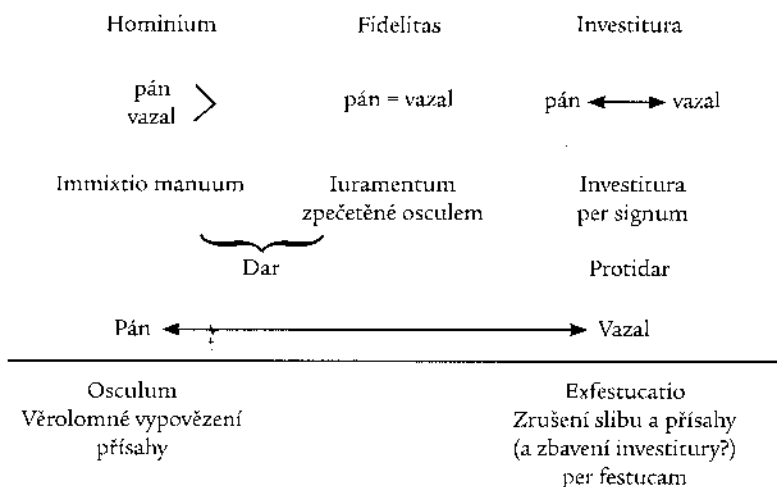 Hominium Fidelitas Investitura
pán
vazal
pán = vazal
pán vazal
Immixtio manuum
Iuramentum
zpečetěné osculem
Investitura
per signum
Dar
Protidar
Pán Vazal
Osculum
Věrolomné vypovězení
přísahy
Exfestucatio
Zrušení slibu a přísahy
(a zbavení investitury?)
per festucam